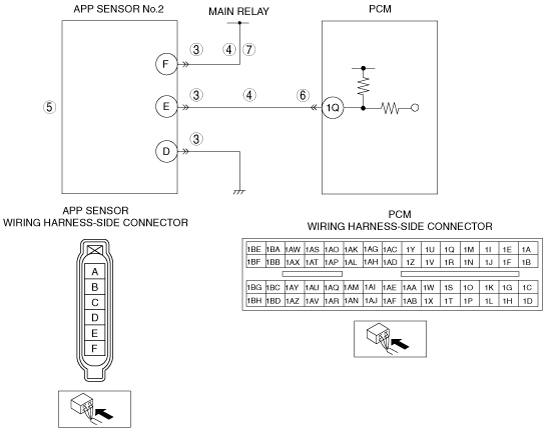 APP SENSOR No.2
MAIN RELAY
PCM
F
3
4
7
5
E
3
4
6
1Q
D
3
APP SENSOR
WIRING HARNESS-SIDE CONNECTOR
A
B
C
D
E
F
PCM
WIRING HARNESS-SIDE CONNECTOR
1BE 1BA 1AW 1AS 1AO 1AK 1AG 1AC 1Y 1U 1Q 1M 1I 1E 1A
1BF 1BB 1AX 1AT 1AP 1AL 1AH 1AD 1Z 1V 1R 1N 1J 1F 1B
1BG 1BC 1AY 1AU 1AQ 1AM 1AI 1AE 1AA 1W 1S 1O 1K 1G 1C
1BH 1BD 1AZ 1AV 1AR 1AN 1AJ 1AF 1AB 1X 1T 1P 1L 1H 1D